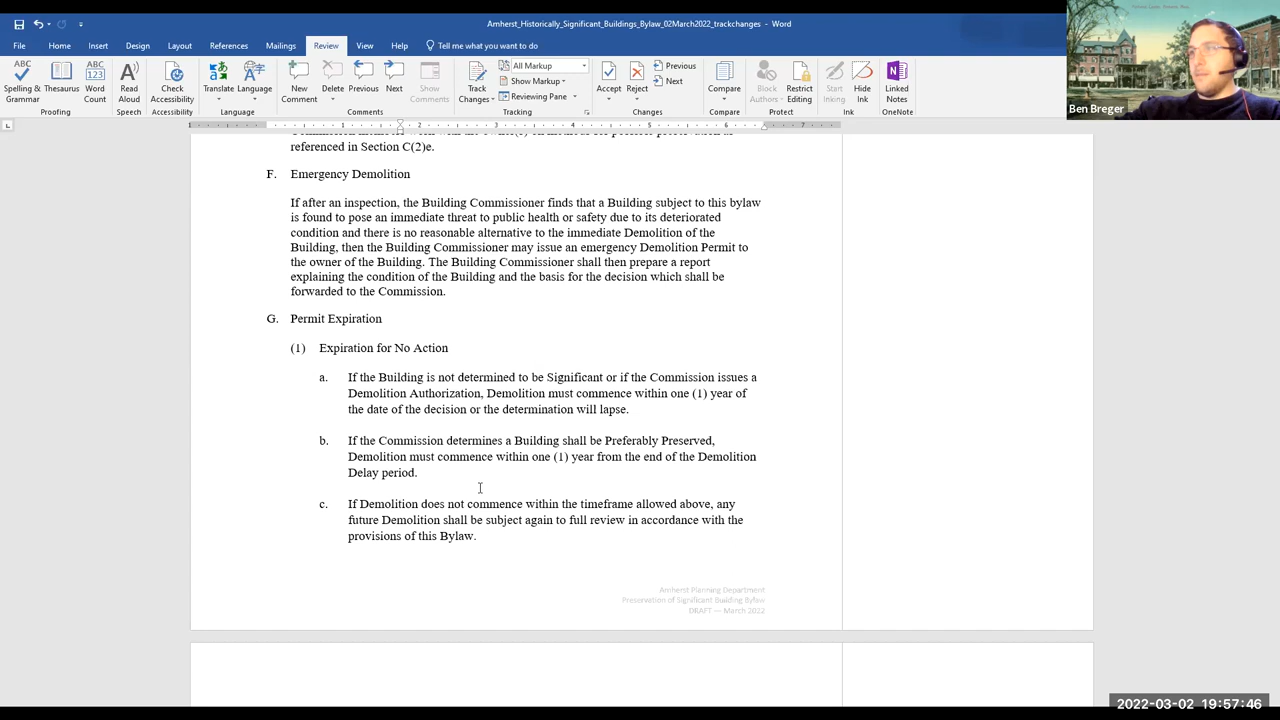 Amherst_Historically_Significant_Buildings_Bylaw_02March2022_trackchanges - Word
File Home Insert Design Layout References Mailings Review View Help Tell me what you want to do
Spelling & Grammar
Thesaurus
Word Count
Proofing
Read Aloud
Speech
Check Accessibility
Accessibility
Translate
Language
Language
New Comment
Delete
Previous
Next
Show Comments
Comments
Track Changes
All Markup
Show Markup
Reviewing Pane
Tracking
Accept
Reject
Previous
Next
Changes
Compare
Compare
Block Authors
Restrict Editing
Protect
Start Inking
Hide Ink
Ink
Linked Notes
OneNote
Ben Breger
1 1 2 3 4 5 6 7
referenced in Section C(2)e.
F. Emergency Demolition
If after an inspection, the Building Commissioner finds that a Building subject to this bylaw
is found to pose an immediate threat to public health or safety due to its deteriorated
condition and there is no reasonable alternative to the immediate Demolition of the
Building, then the Building Commissioner may issue an emergency Demolition Permit to
the owner of the Building. The Building Commissioner shall then prepare a report
explaining the condition of the Building and the basis for the decision which shall be
forwarded to the Commission.
G. Permit Expiration
(1) Expiration for No Action
a. If the Building is not determined to be Significant or if the Commission issues a
Demolition Authorization, Demolition must commence within one (1) year of
the date of the decision or the determination will lapse.
b. If the Commission determines a Building shall be Preferably Preserved,
Demolition must commence within one (1) year from the end of the Demolition
Delay period.
c. If Demolition does not commence within the timeframe allowed above, any
future Demolition shall be subject again to full review in accordance with the
provisions of this Bylaw.
Amherst Planning Department
Preservation of Significant Building Bylaw
DRAFT — March 2022
2022-03-02 19:57:46